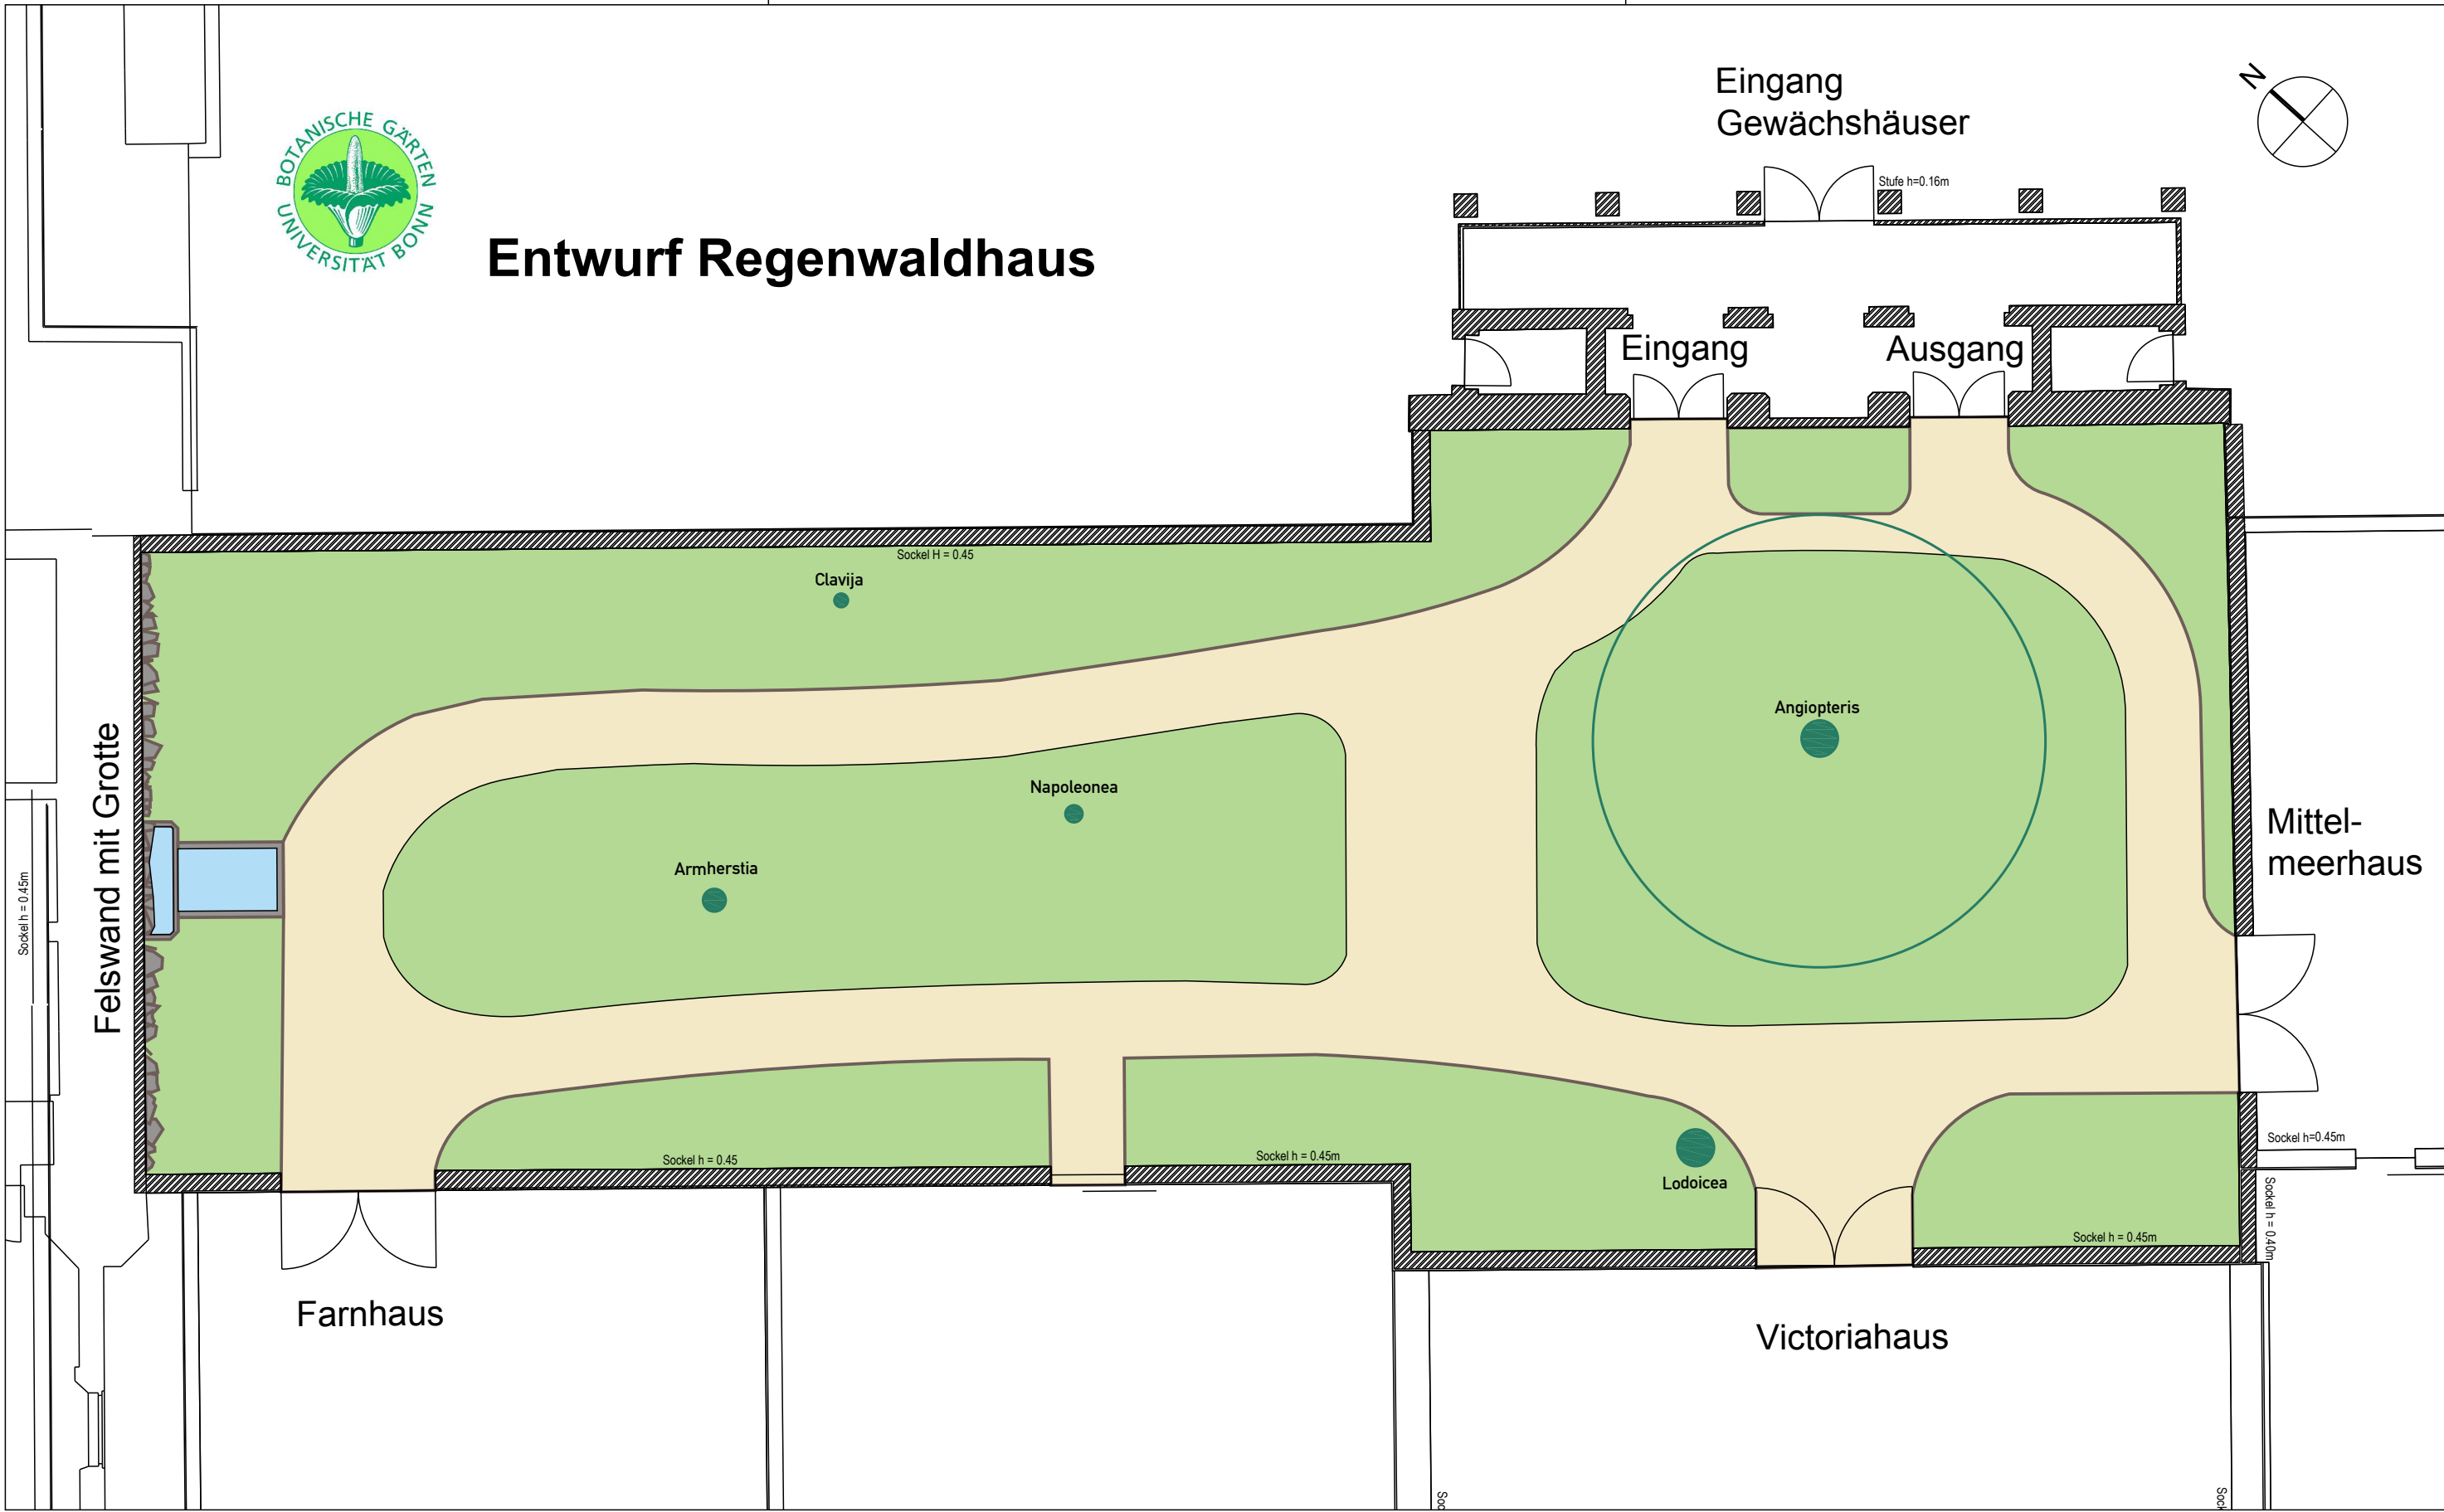 Eingang
Gewächshäuser
N
BOTANISCHE GÄRTEN
UNIVERSITÄT BONN
Stufe h=0.16m
Entwurf Regenwaldhaus
Eingang
Ausgang
Sockel H = 0.45
Clavija
Angiopteris
Napoleonea
Armherstia
Felswand mit Grotte
Sockel h = 0.45m
Mittel-
meerhaus
Sockel h=0.45m
Sockel h = 0.45
Sockel h = 0.45m
Lodoicea
Sockel h = 0.40m
Sockel h = 0.45m
Farnhaus
Victoriahaus
Soc
Sock